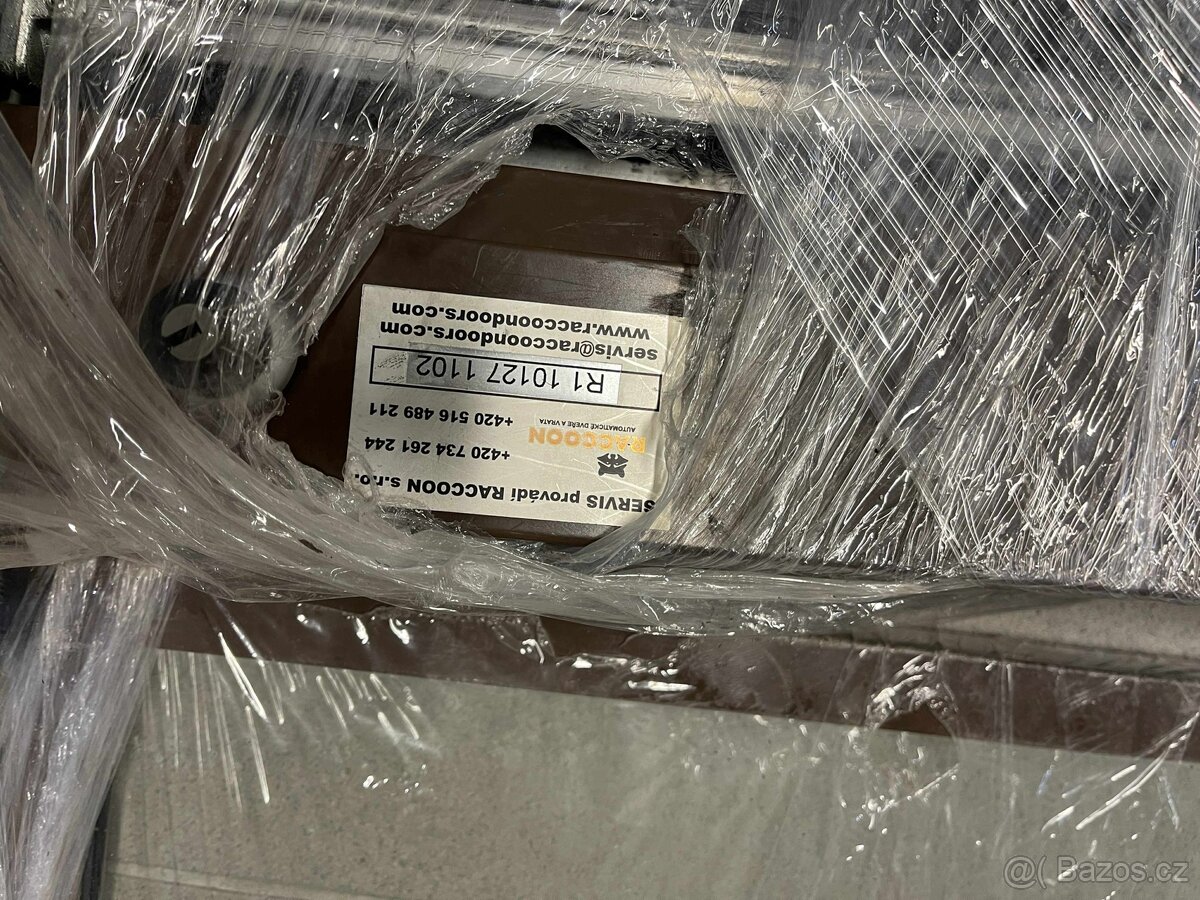 SERVIS provádí RACCOON s.r.o.
+420 734 261 244
RACCOON
AUTOMATICKÉ DVEŘE A VRATA
+420 516 489 211
R1 10127 1102
servis@raccoondoors.com
www.raccoondoors.com
@( Bazos.cz